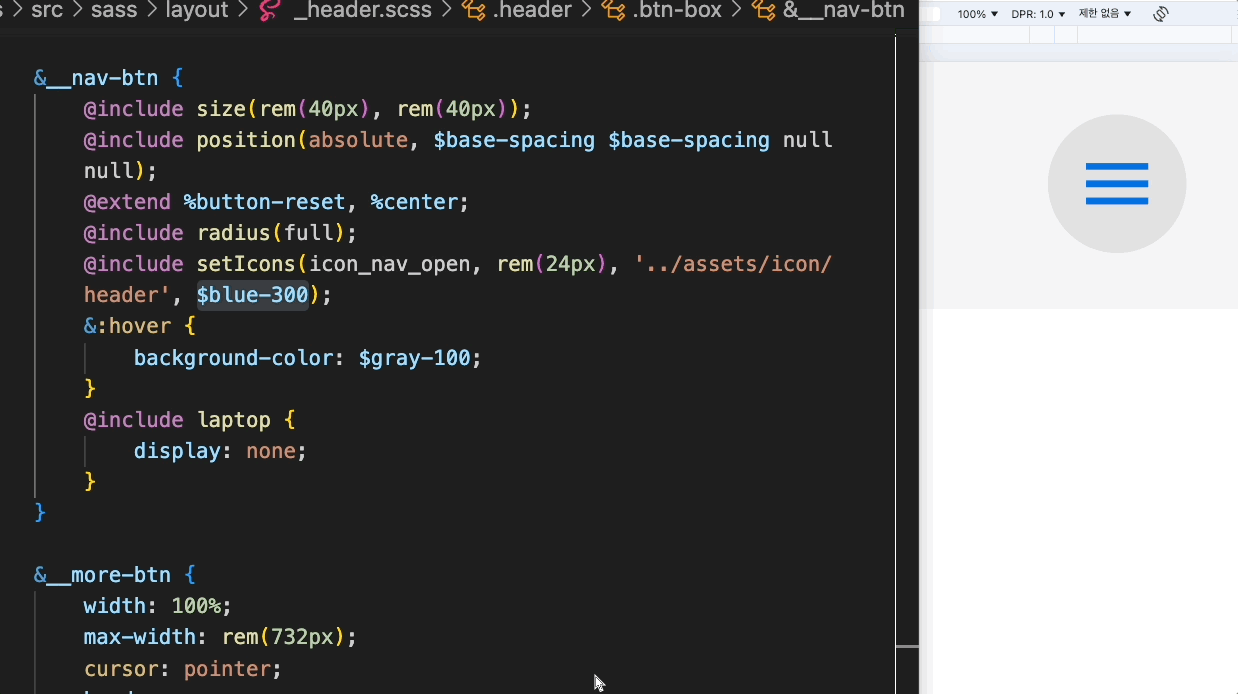 > src > sass > layout > _header.scss > .header > .btn-box > &__nav-btn
100% ▾ DPR: 1.0 ▾ 제한 없음 ▾
&__nav-btn {
@include size(rem(40px), rem(40px));
@include position(absolute, $base-spacing $base-spacing null
null);
@extend %button-reset, %center;
@include radius(full);
@include setIcons(icon_nav_open, rem(24px), '../assets/icon/
header', $blue-300);
&:hover {
background-color: $gray-100;
}
@include laptop {
display: none;
}
}
&__more-btn {
width: 100%;
max-width: rem(732px);
cursor: pointer;